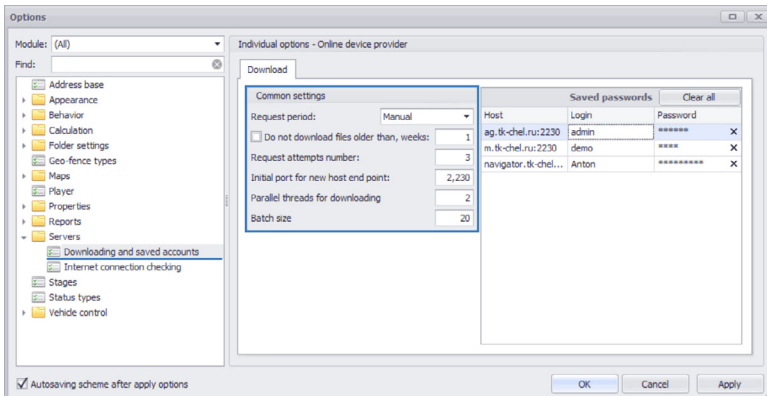 Options
Module: (All)
Find:
Address base
Appearance
Behavior
Calculation
Folder settings
Geo-fence types
Maps
Player
Properties
Reports
Servers
Downloading and saved accounts
Internet connection checking
Stages
Status types
Vehicle control
Individual options - Online device provider
Download
Common settings
Request period: Manual
Do not download files older than, weeks: 1
Request attempts number: 3
Initial port for new host end point: 2,230
Parallel threads for downloading 2
Batch size 20
Saved passwords Clear all
Host Login Password
ag.tk-chel.ru:2230 admin ******
m.tk-chel.ru:2230 demo ****
navigator.tk-chel... Anton *********
Autosaving scheme after apply options
OK Cancel Apply